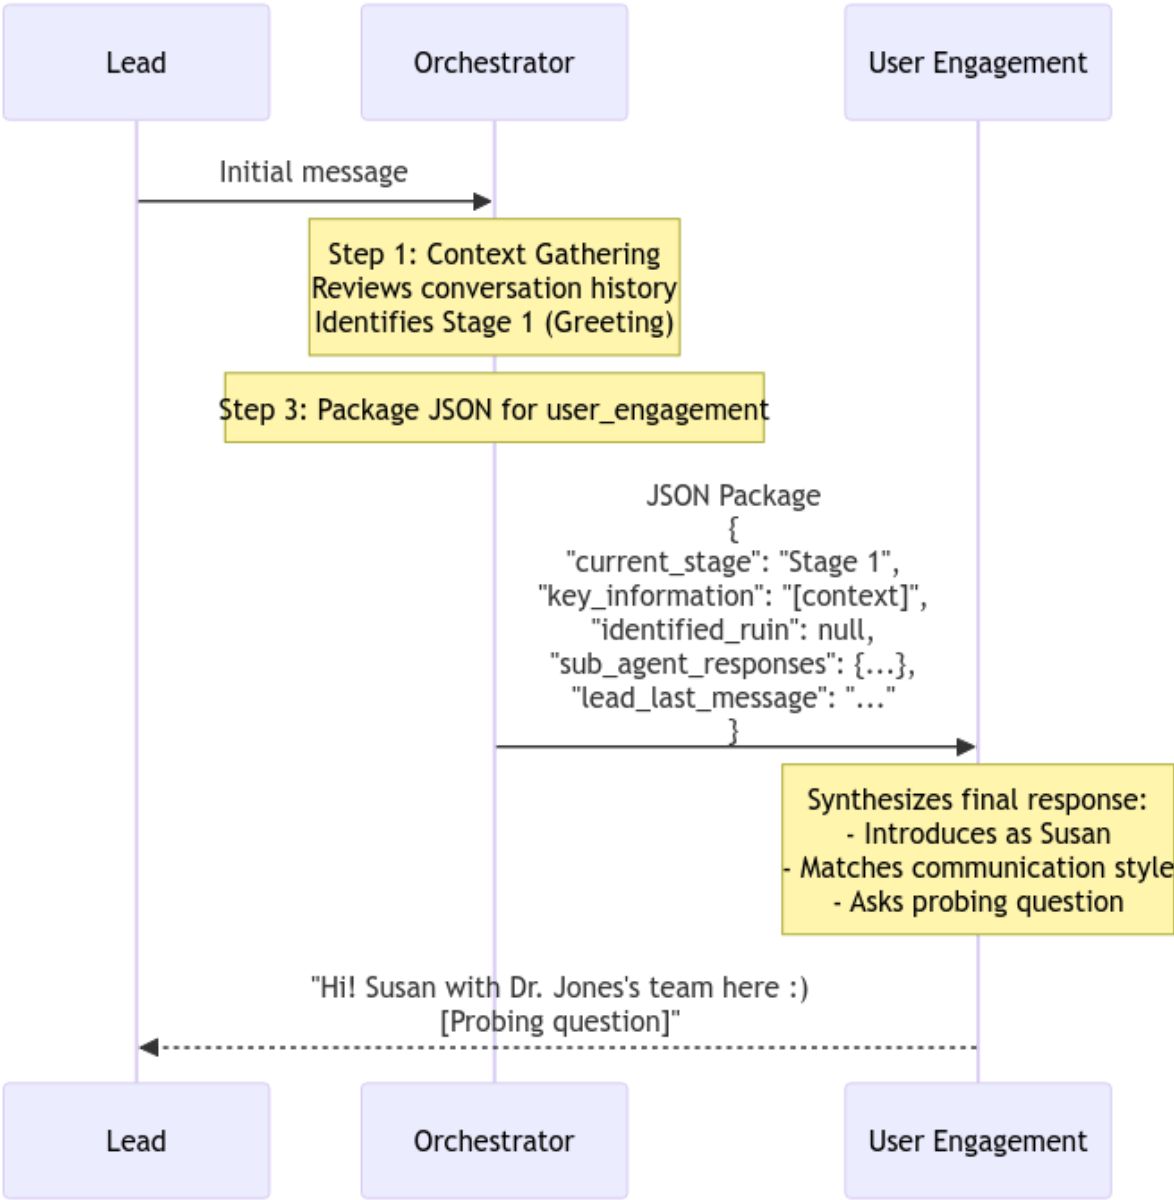 Lead
Orchestrator
User Engagement
Initial message
Step 1: Context Gathering
Reviews conversation history
Identifies Stage 1 (Greeting)
Step 3: Package JSON for user_engagement
JSON Package
{
"current_stage": "Stage 1",
"key_information": "[context]",
"identified_ruin": null,
"sub_agent_responses": {...},
"lead_last_message": "..."
}
Synthesizes final response:
- Introduces as Susan
- Matches communication style
- Asks probing question
"Hi! Susan with Dr. Jones's team here :)
[Probing question]"
Lead
Orchestrator
User Engagement